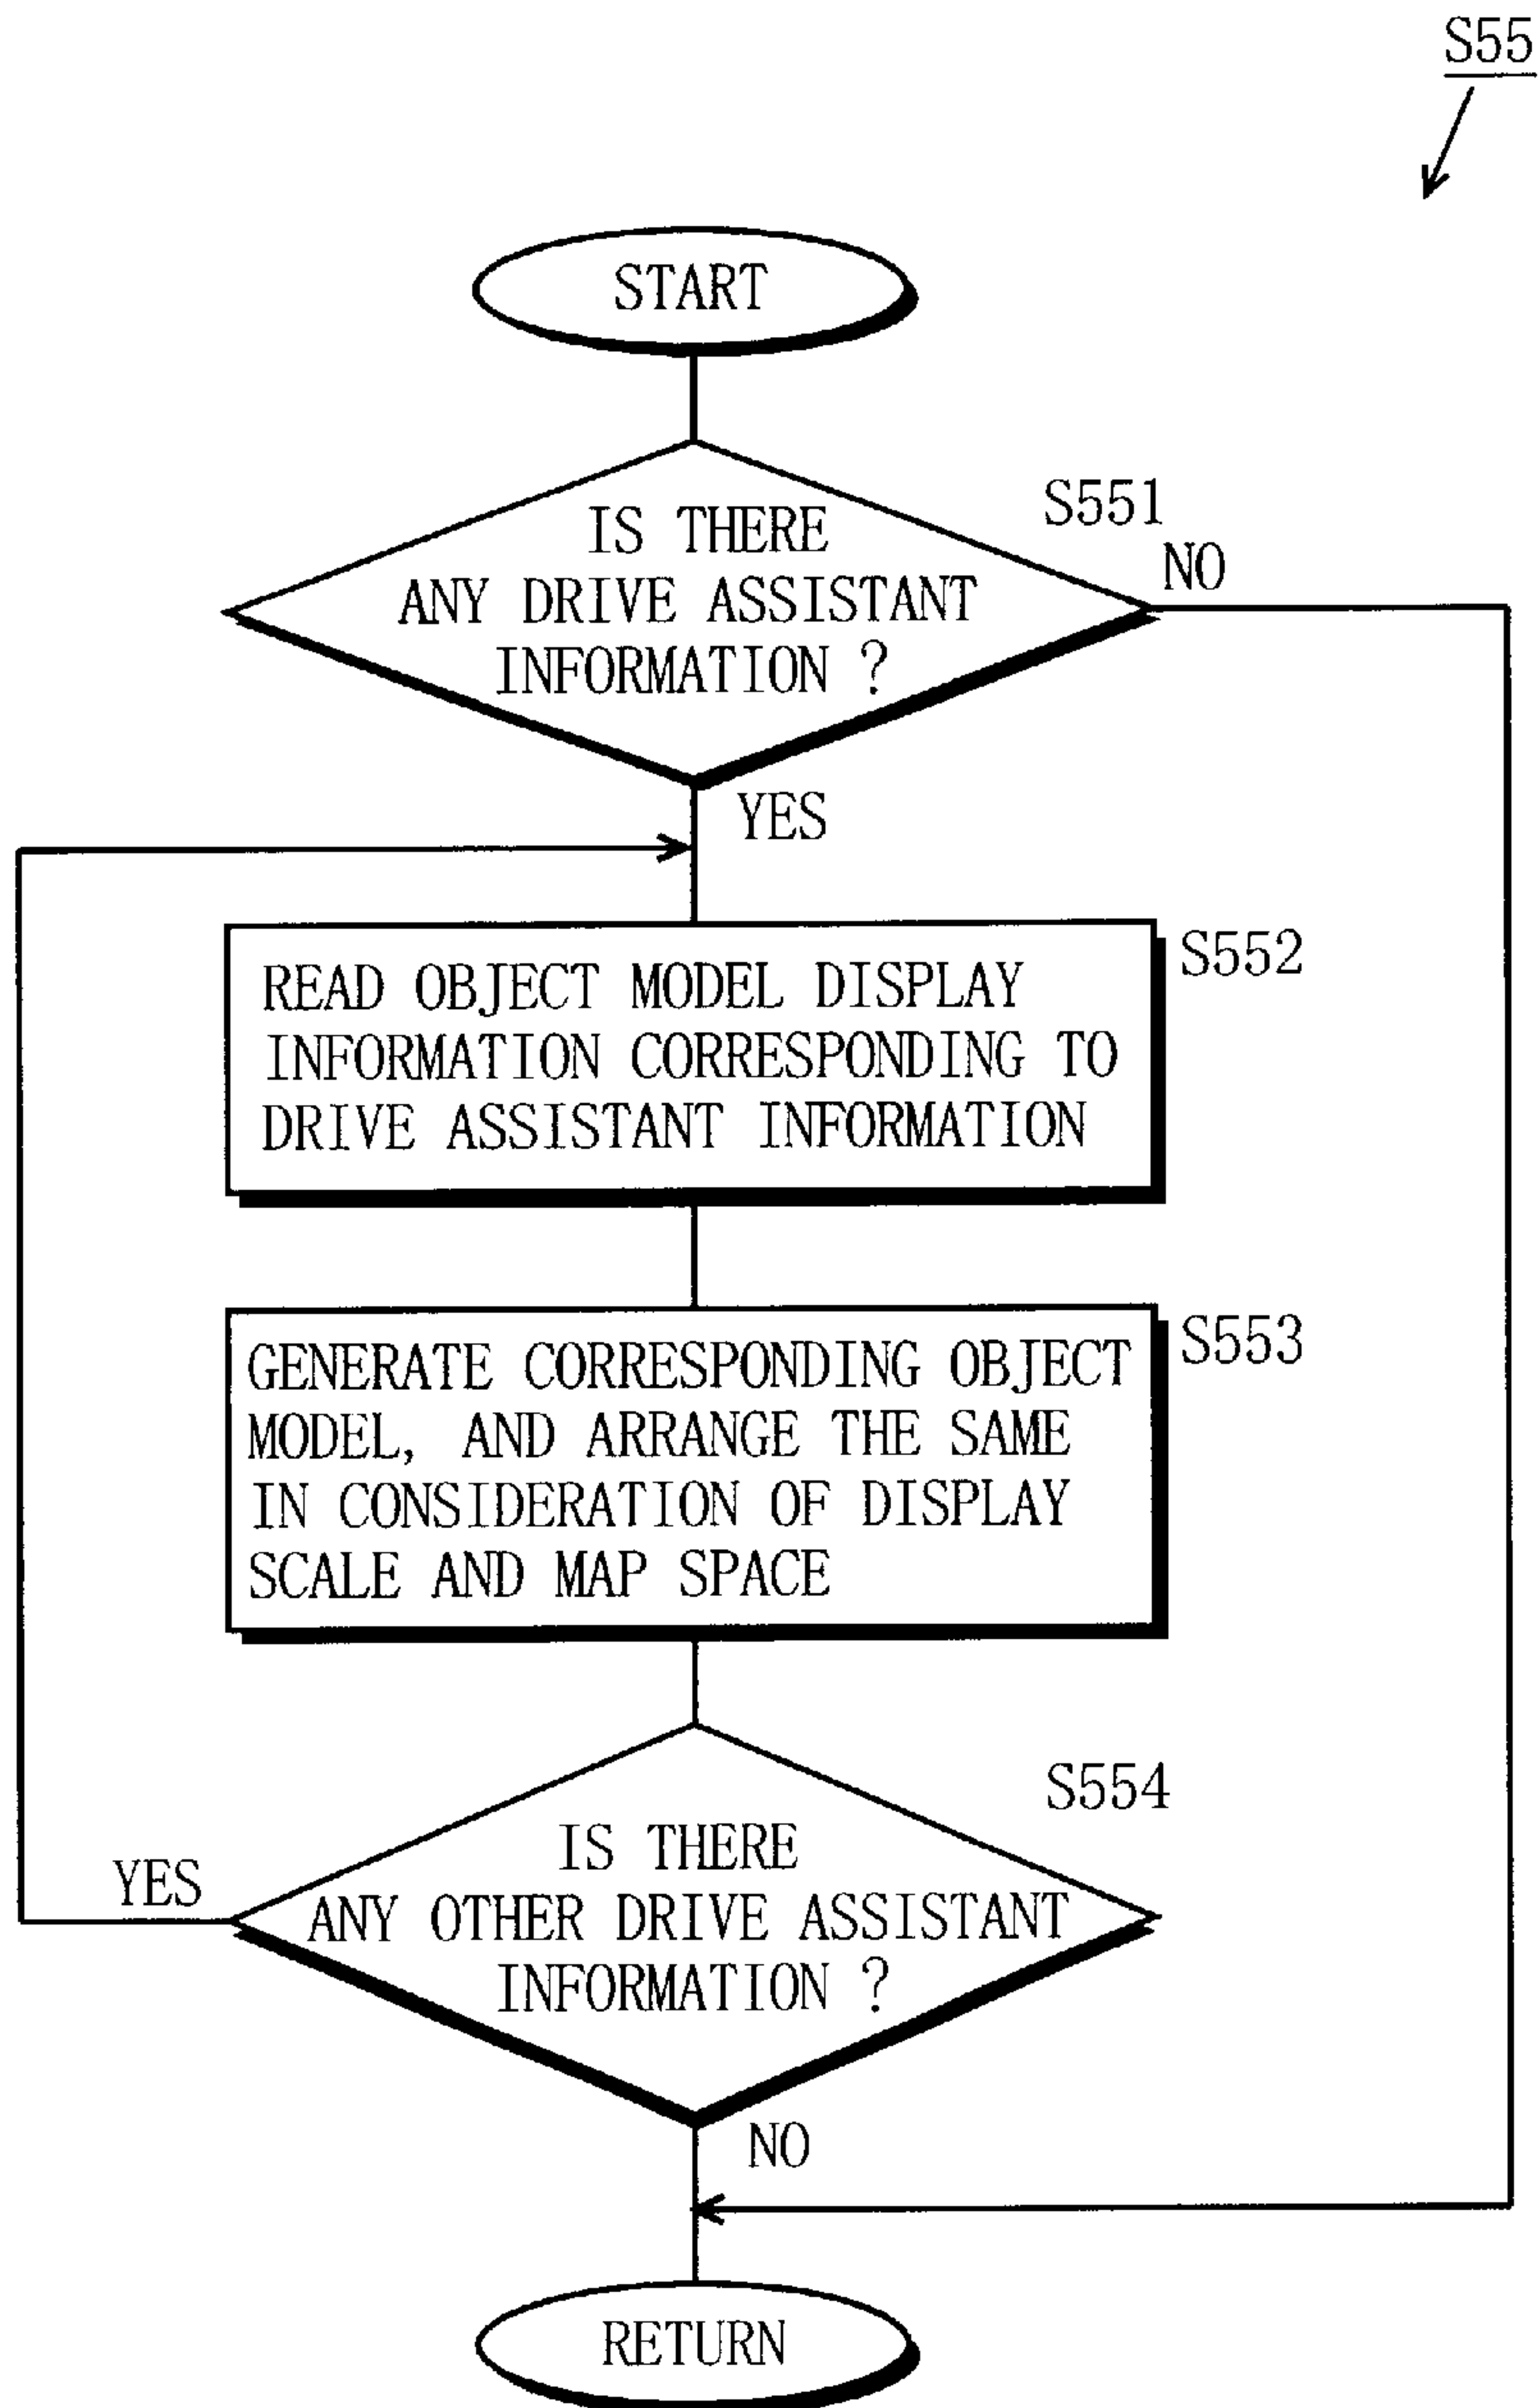 S55
START
S551
IS THERE
ANY DRIVE ASSISTANT
INFORMATION ?
NO
YES
S552
READ OBJECT MODEL DISPLAY
INFORMATION CORRESPONDING TO
DRIVE ASSISTANT INFORMATION
S553
GENERATE CORRESPONDING OBJECT
MODEL, AND ARRANGE THE SAME
IN CONSIDERATION OF DISPLAY
SCALE AND MAP SPACE
S554
IS THERE
ANY OTHER DRIVE ASSISTANT
INFORMATION ?
YES
NO
RETURN